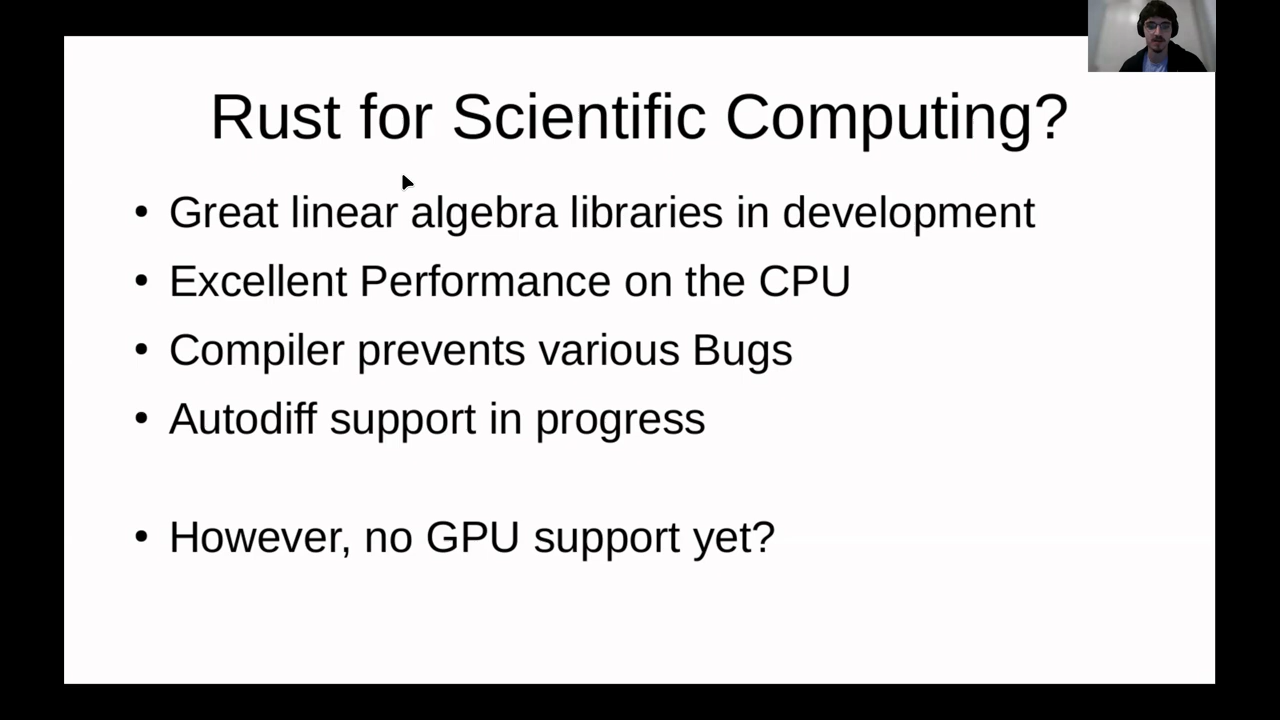 Rust for Scientific Computing?
• Great linear algebra libraries in development
• Excellent Performance on the CPU
• Compiler prevents various Bugs
• Autodiff support in progress
• However, no GPU support yet?